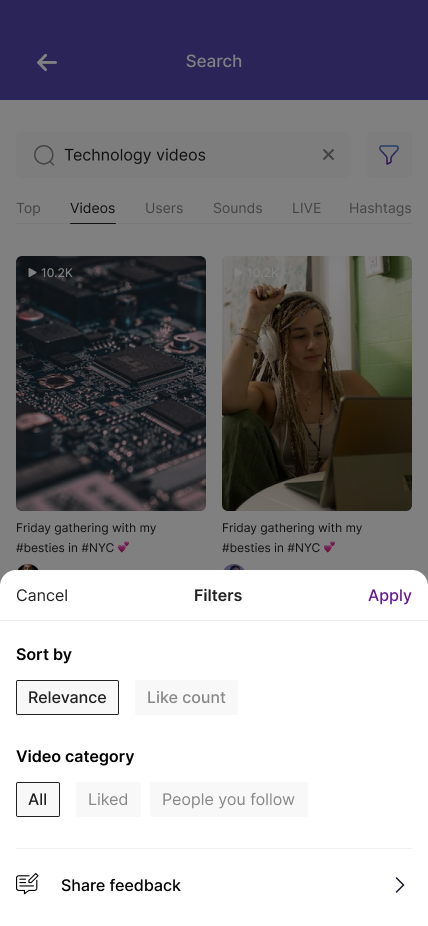 Search
Technology videos
Top Videos Users Sounds LIVE Hashtags
10.2K 10.2K
Friday gathering with my
#besties in #NYC 💕
Friday gathering with my
#besties in #NYC 💕
Cancel Filters Apply
Sort by
Relevance Like count
Video category
All Liked People you follow
Share feedback